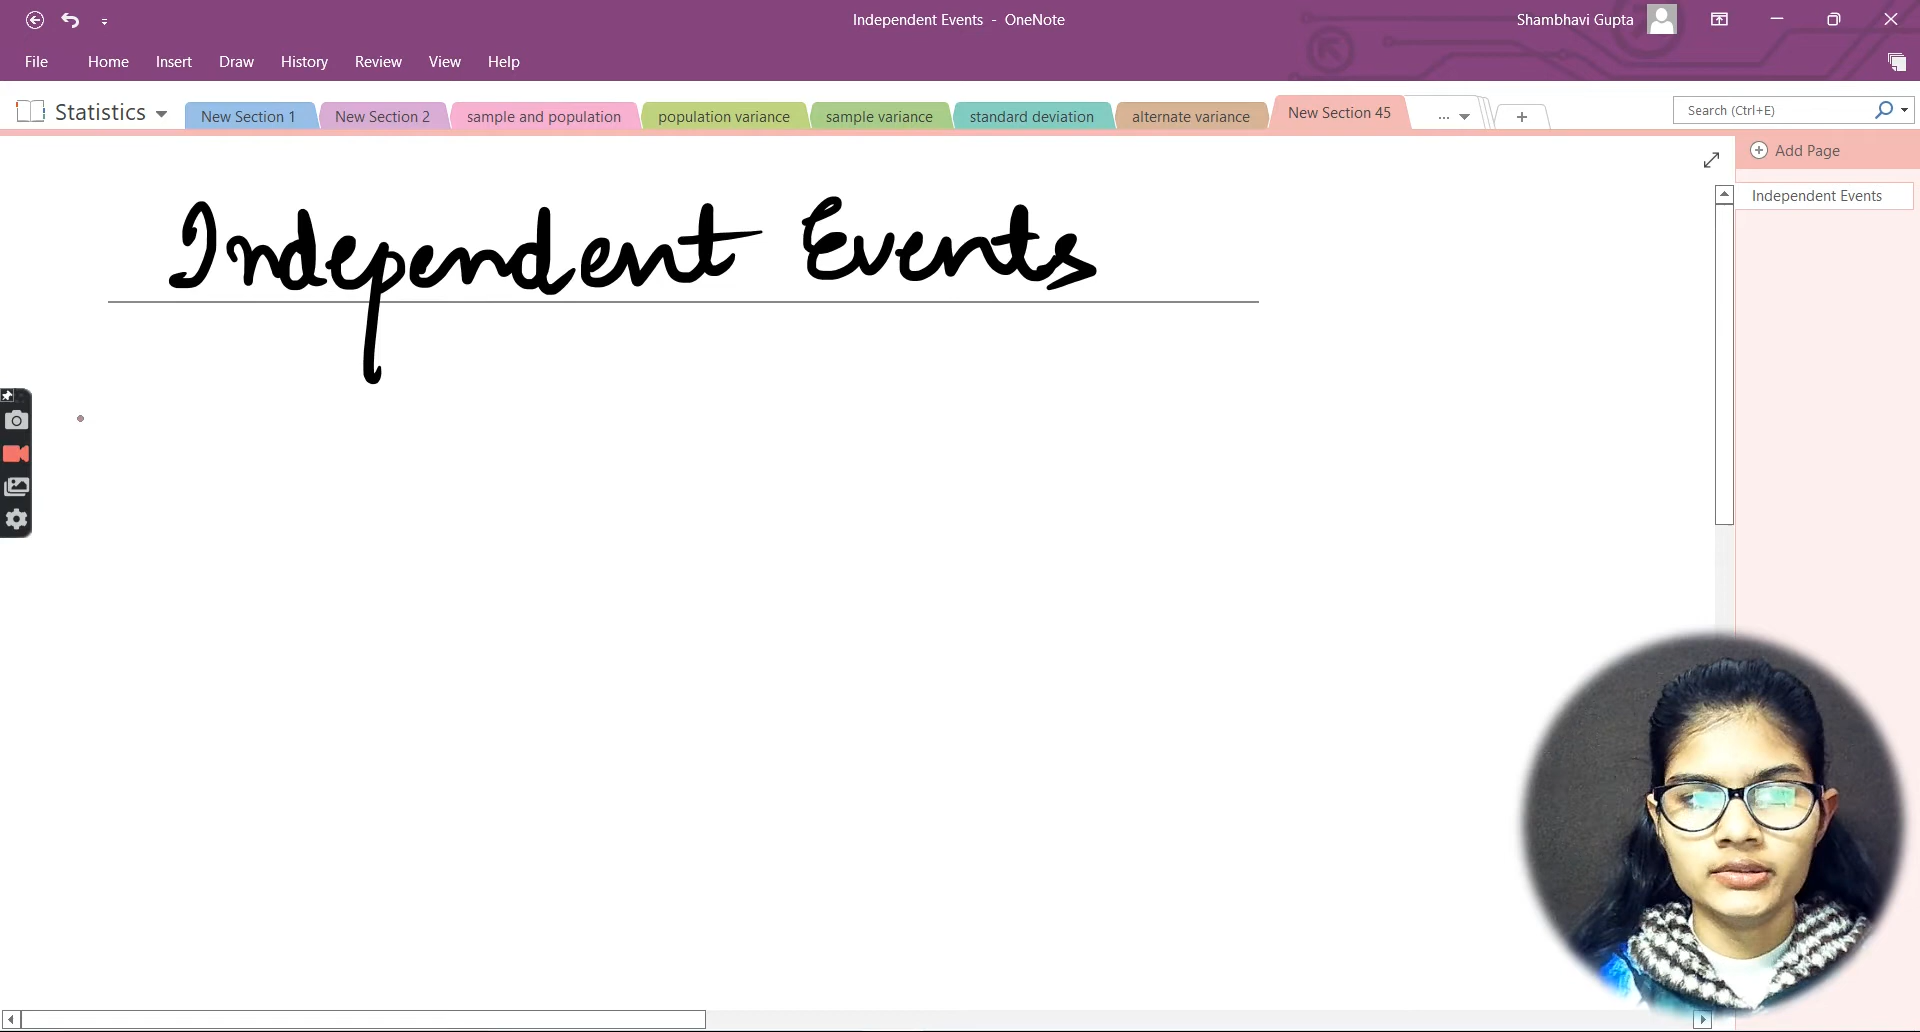 Independent Events - OneNote
Shambhavi Gupta
File Home Insert Draw History Review View Help
Statistics
New Section 1
New Section 2
sample and population
population variance
sample variance
standard deviation
alternate variance
New Section 45
...
+
Search (Ctrl+E)
Add Page
Independent Events
Independent Events